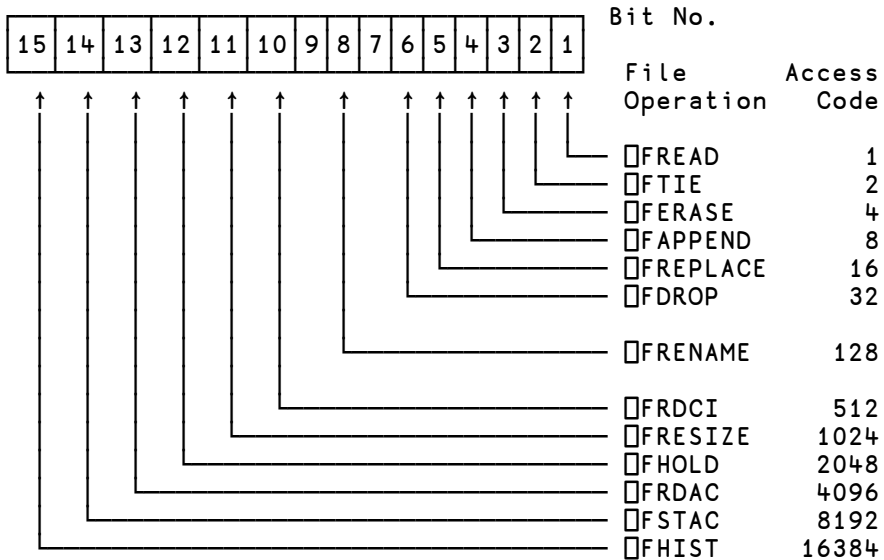 Bit No.
15 14 13 12 11 10 9 8 7 6 5 4 3 2 1
File Access
Operation Code
⎕FREAD 1
⎕FTIE 2
⎕FERASE 4
⎕FAPPEND 8
⎕FREPLACE 16
⎕FDROP 32
⎕FRENAME 128
⎕FRDCI 512
⎕FRESIZE 1024
⎕FHOLD 2048
⎕FRDAC 4096
⎕FSTAC 8192
⎕FHIST 16384